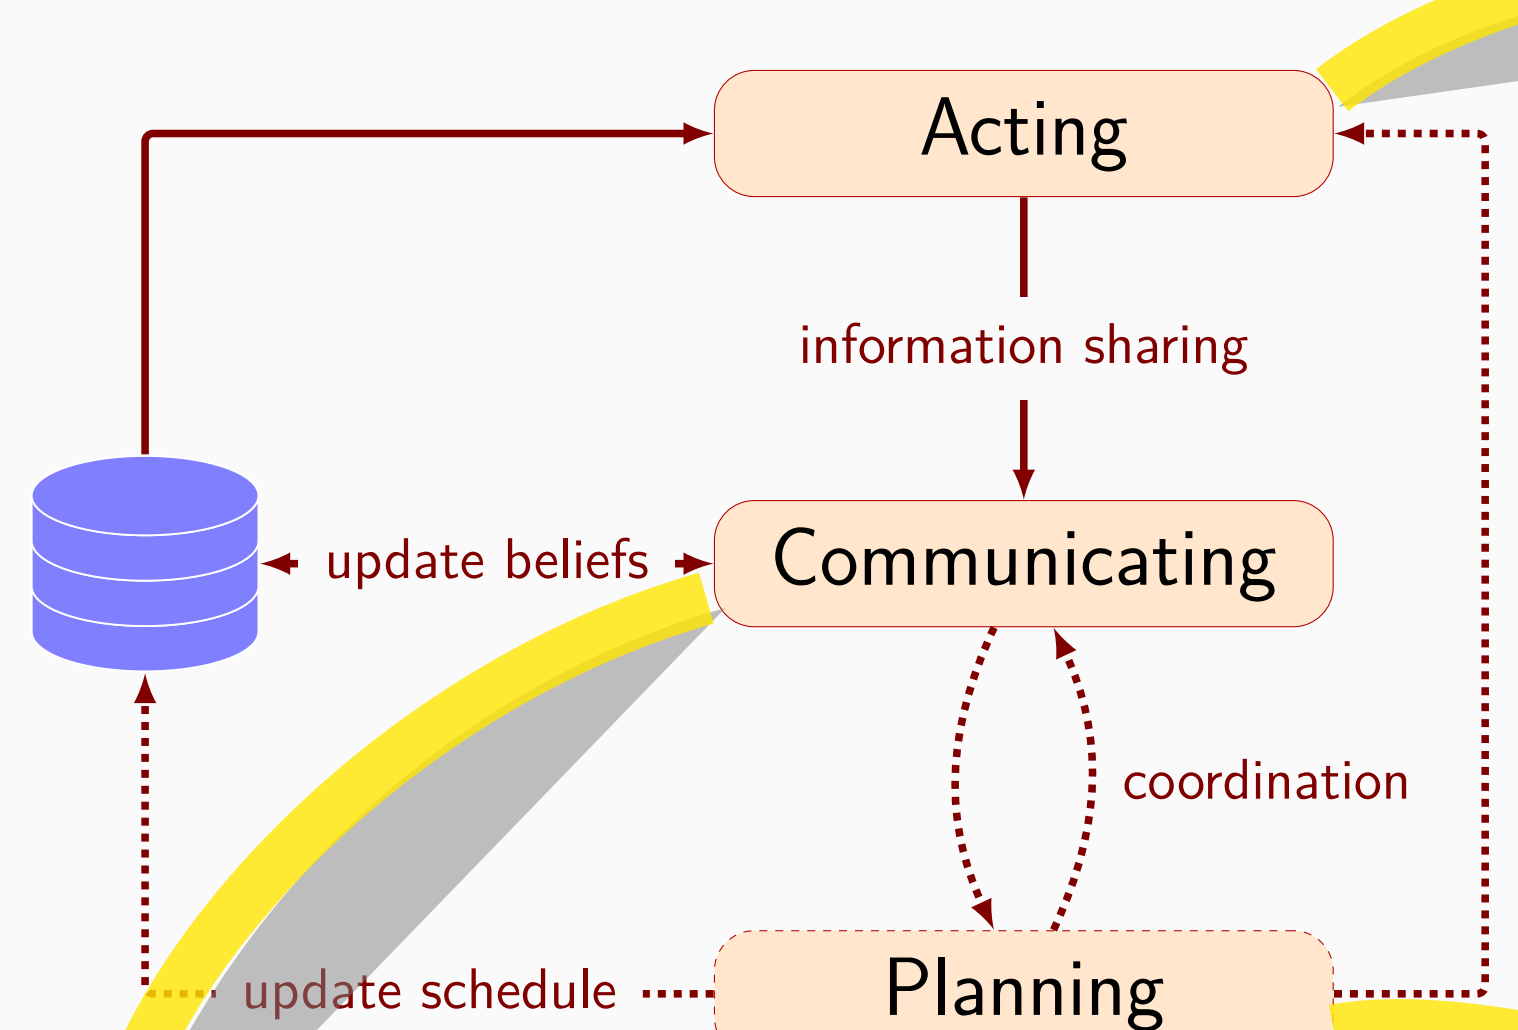 Acting
information sharing
update beliefs
Communicating
coordination
update schedule
Planning